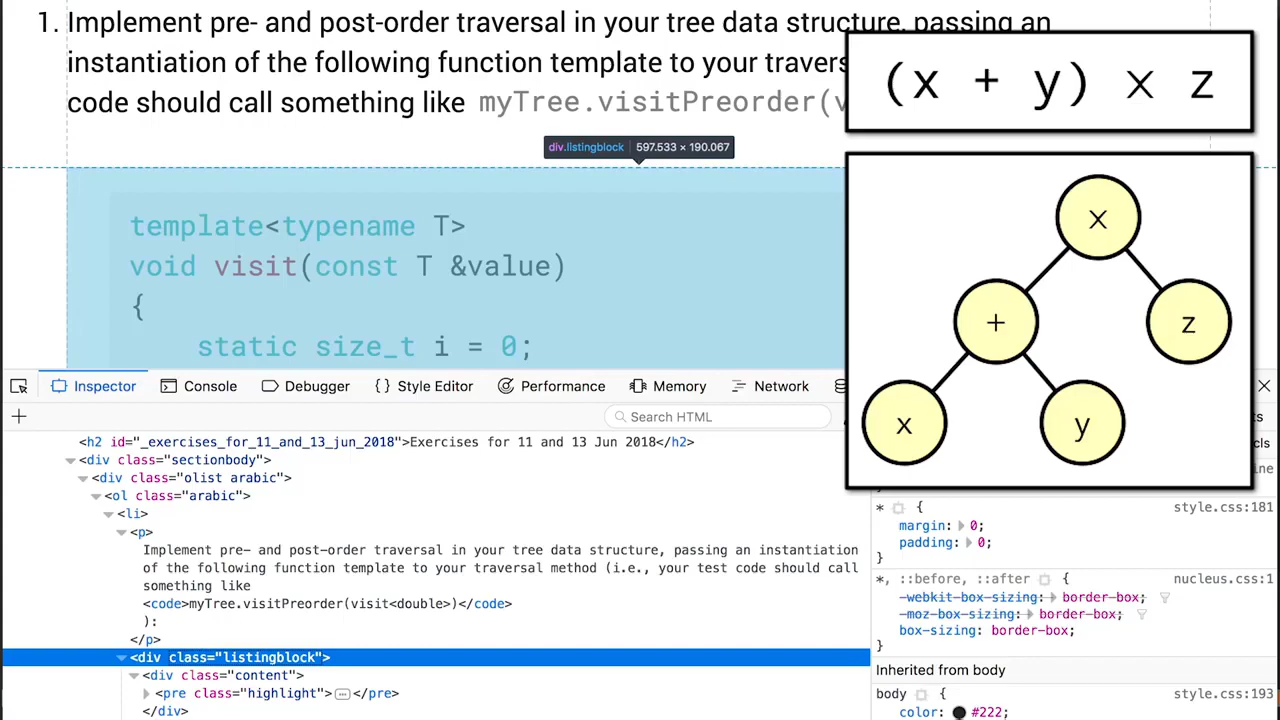 1. Implement pre- and post-order traversal in your tree data structure, passing an
instantiation of the following function template to your travers
code should call something like myTree.visitPreorder(v
(x + y) × z
div.listingblock 597.533 × 190.067
template<typename T>
void visit(const T &value)
{
static size_t i = 0;
×
+
z
x
y
Inspector Console Debugger { } Style Editor Performance Memory Network
+ Search HTML
<h2 id="_exercises_for_11_and_13_jun_2018">Exercises for 11 and 13 Jun 2018</h2>
<div class="sectionbody">
<div class="olist arabic">
<ol class="arabic">
<li>
<p>
Implement pre- and post-order traversal in your tree data structure, passing an instantiation
of the following function template to your traversal method (i.e., your test code should call
something like
<code>myTree.visitPreorder(visit<double>)</code>
):
</p>
<div class="listingblock">
<div class="content">
<pre class="highlight"></pre>
</div>
cls
ine
}
* { style.css:181
margin: 0;
padding: 0;
}
*, ::before, ::after { nucleus.css:1
-webkit-box-sizing: border-box;
-moz-box-sizing: border-box;
box-sizing: border-box;
}
Inherited from body
body { style.css:193
color: #222;